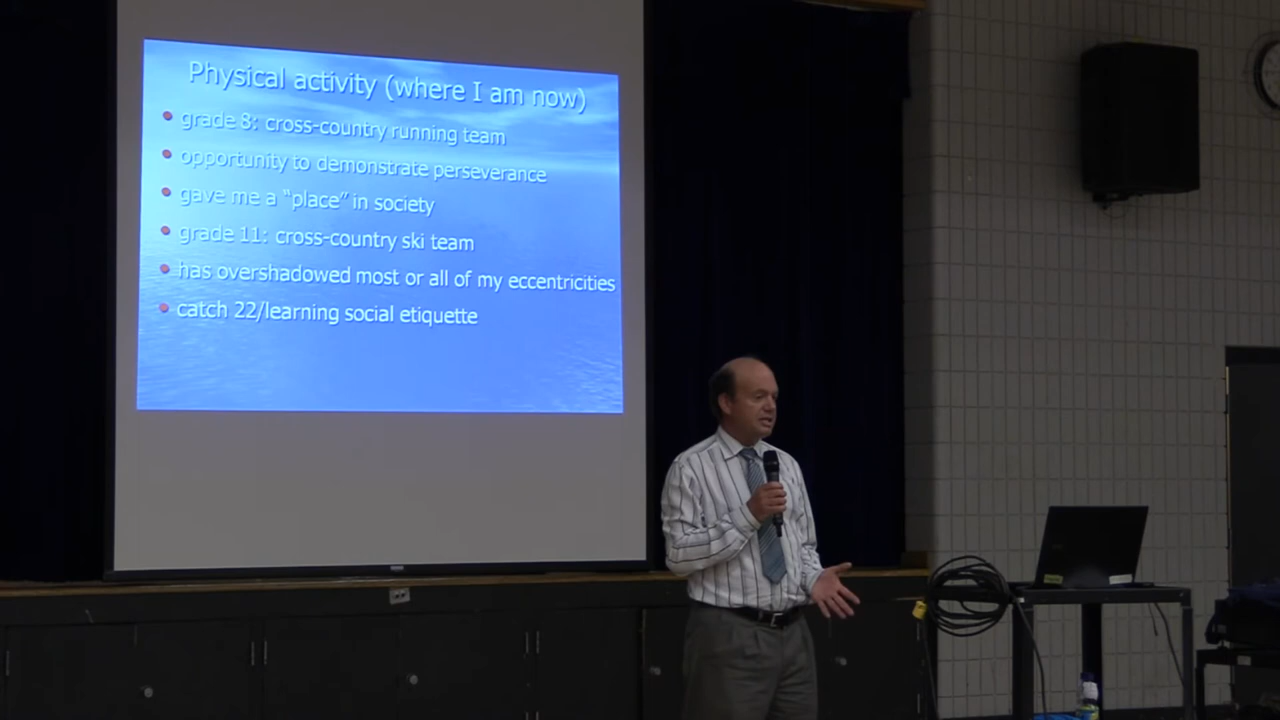 Physical activity (where I am now)
grade 8: cross-country running team
opportunity to demonstrate perseverance
gave me a “place” in society
grade 11: cross-country ski team
has overshadowed most or all of my eccentricities
catch 22/learning social etiquette